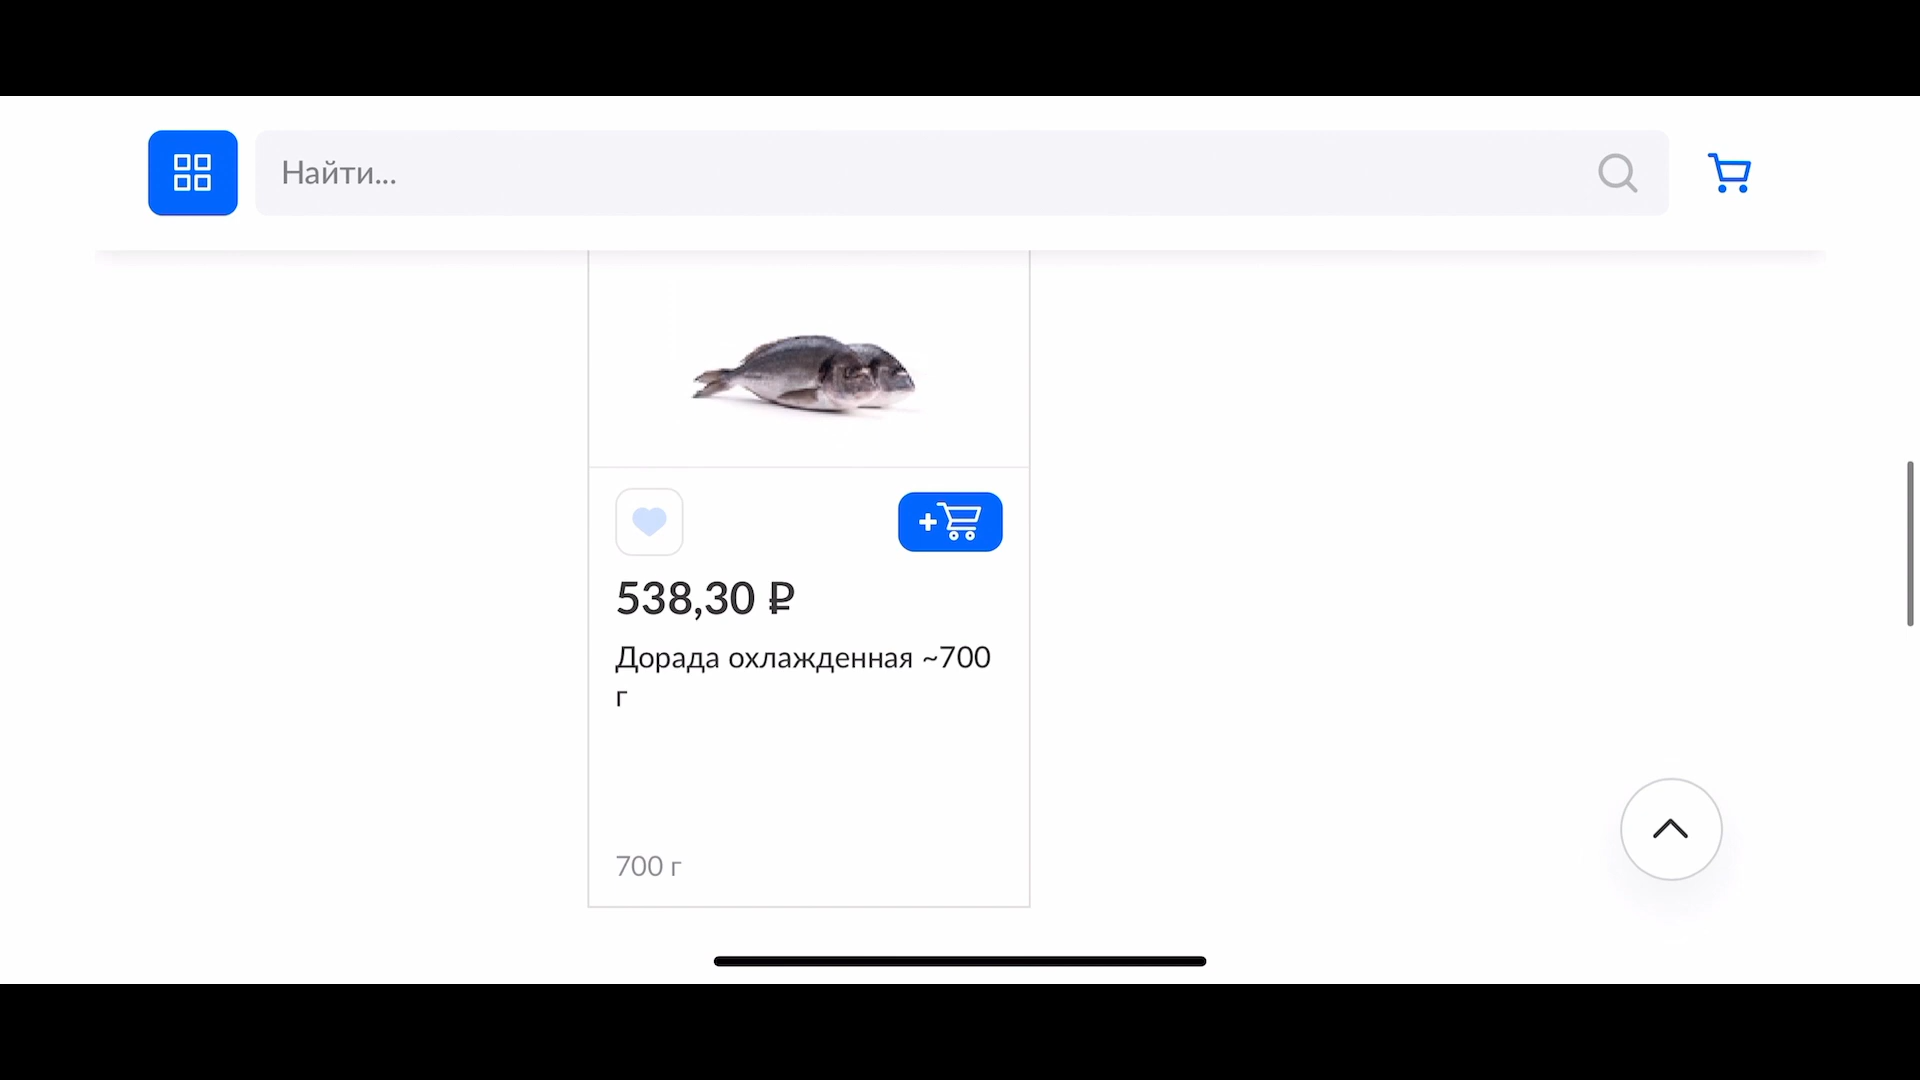 Найти...
538,30 ₽
Дорада охлажденная ~700
г
700 г